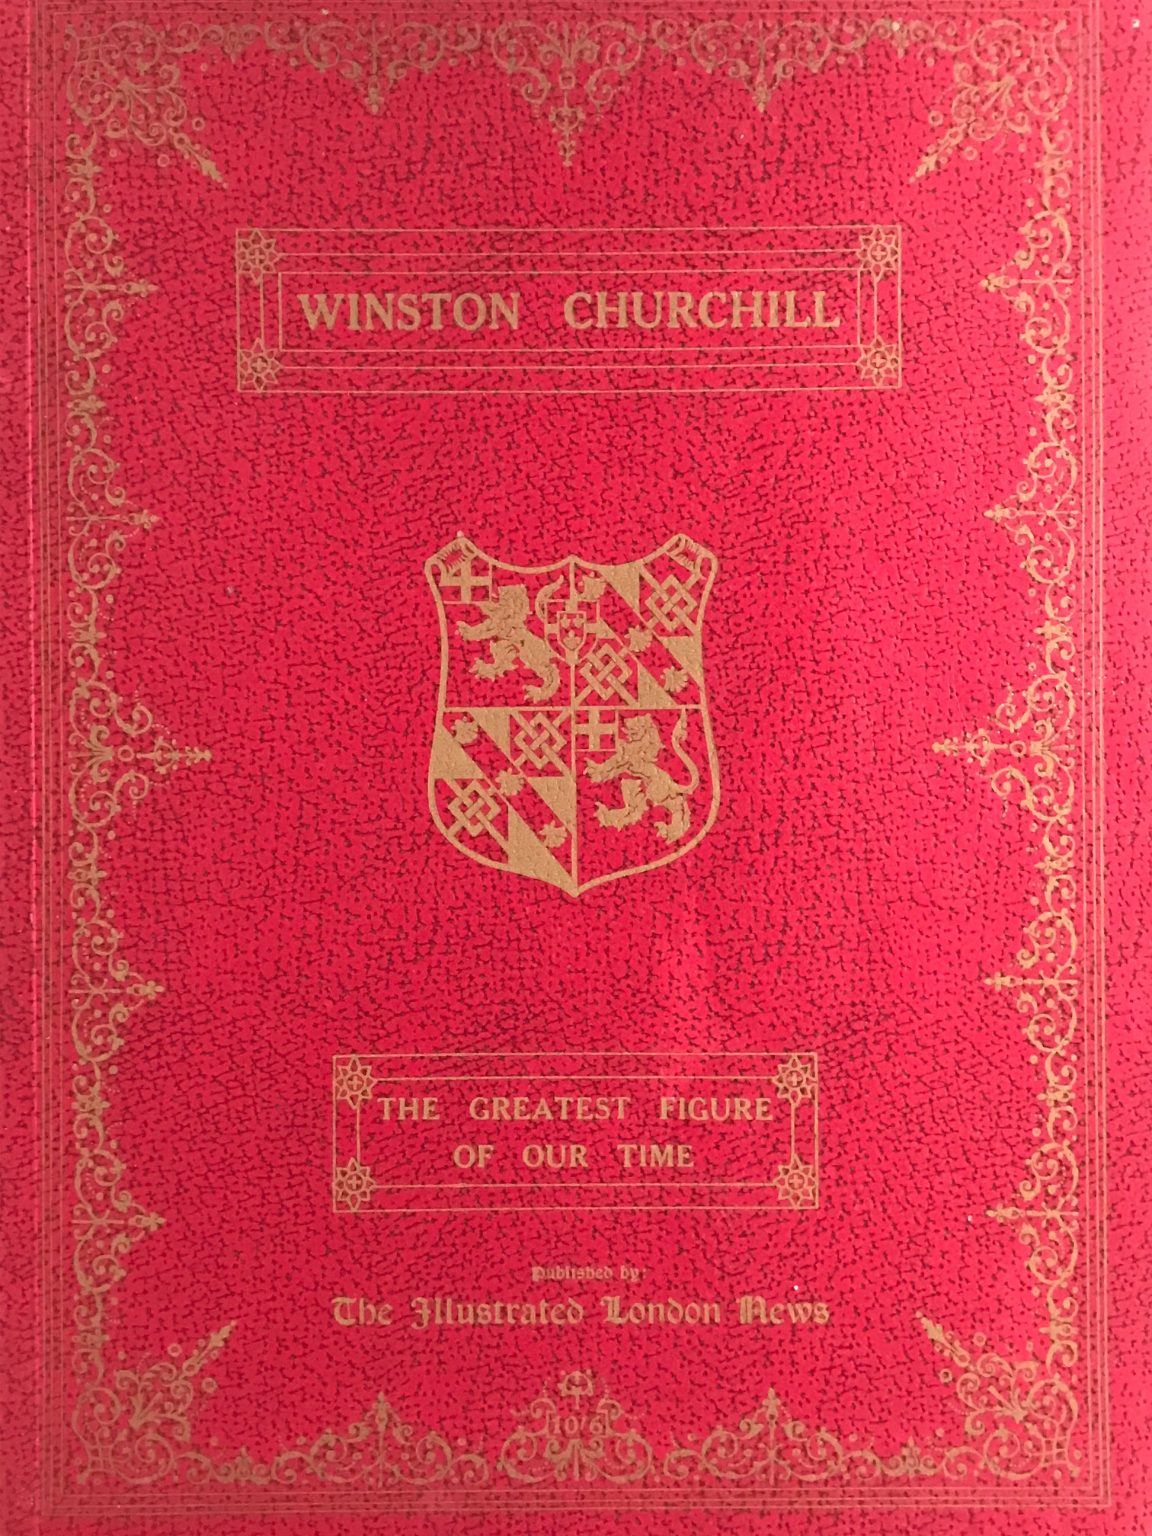 WINSTON CHURCHILL
THE GREATEST FIGURE
OF OUR TIME
Published by:
The Illustrated London News
10/6